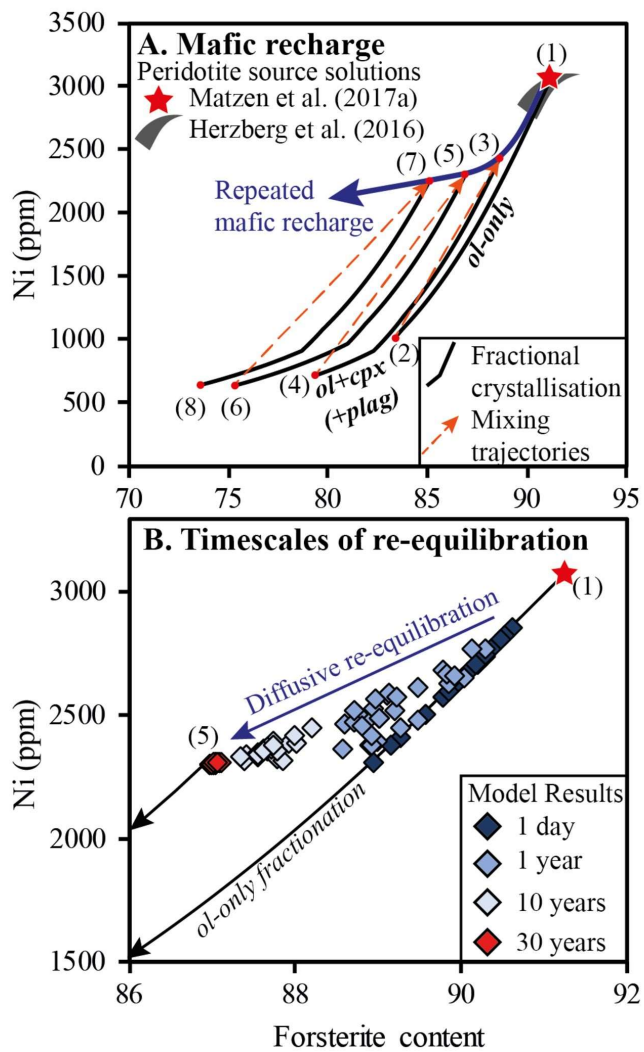 A. Mafic recharge
Peridotite source solutions
Matzen et al. (2017a)
Herzberg et al. (2016)
(1)
(3)
(5)
(7)
Repeated
mafic recharge
ol-only
(2)
(4)
(6)
(8)
ol+cpx
(+plag)
Fractional
crystallisation
Mixing
trajectories
Ni (ppm)
3500
3000
2500
2000
1500
1000
500
0
70 75 80 85 90 95
B. Timescales of re-equilibration
(1)
Diffusive re-equilibration
(5)
ol-only fractionation
Model Results
1 day
1 year
10 years
30 years
Ni (ppm)
3000
2500
2000
1500
86 88 90 92
Forsterite content